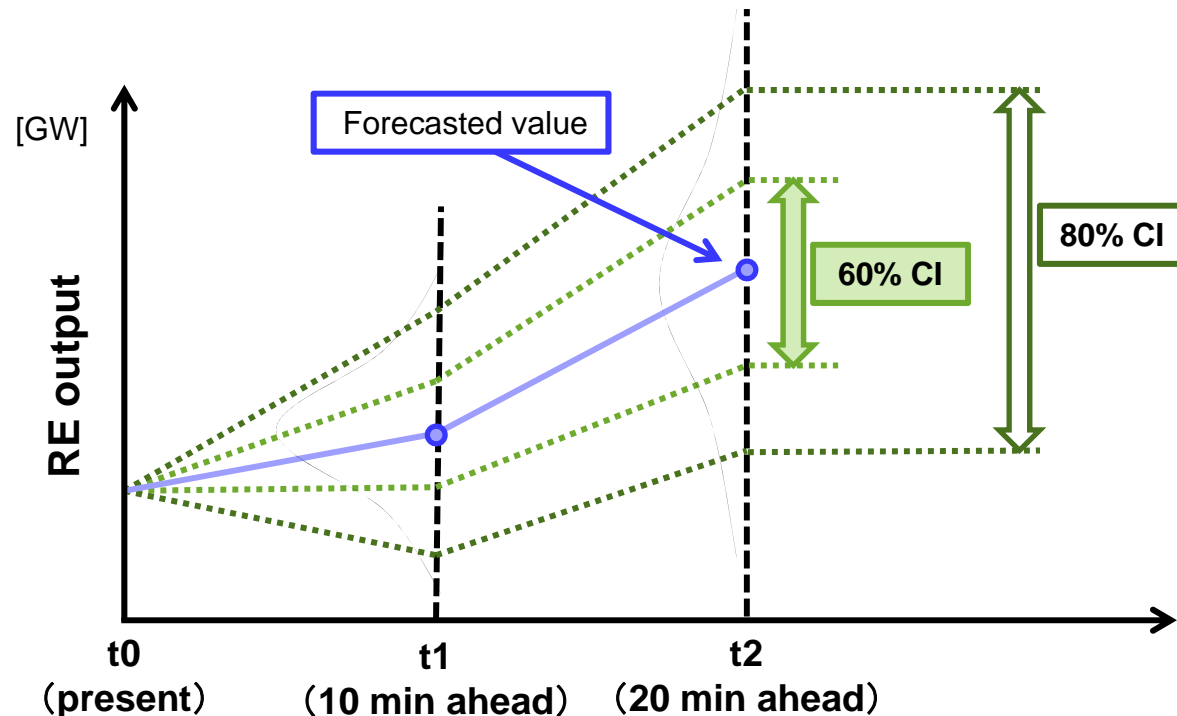 [GW]
Forecasted value
80% CI
60% CI
RE output
t0
t1
t2
（present）
（10 min ahead）
（20 min ahead）